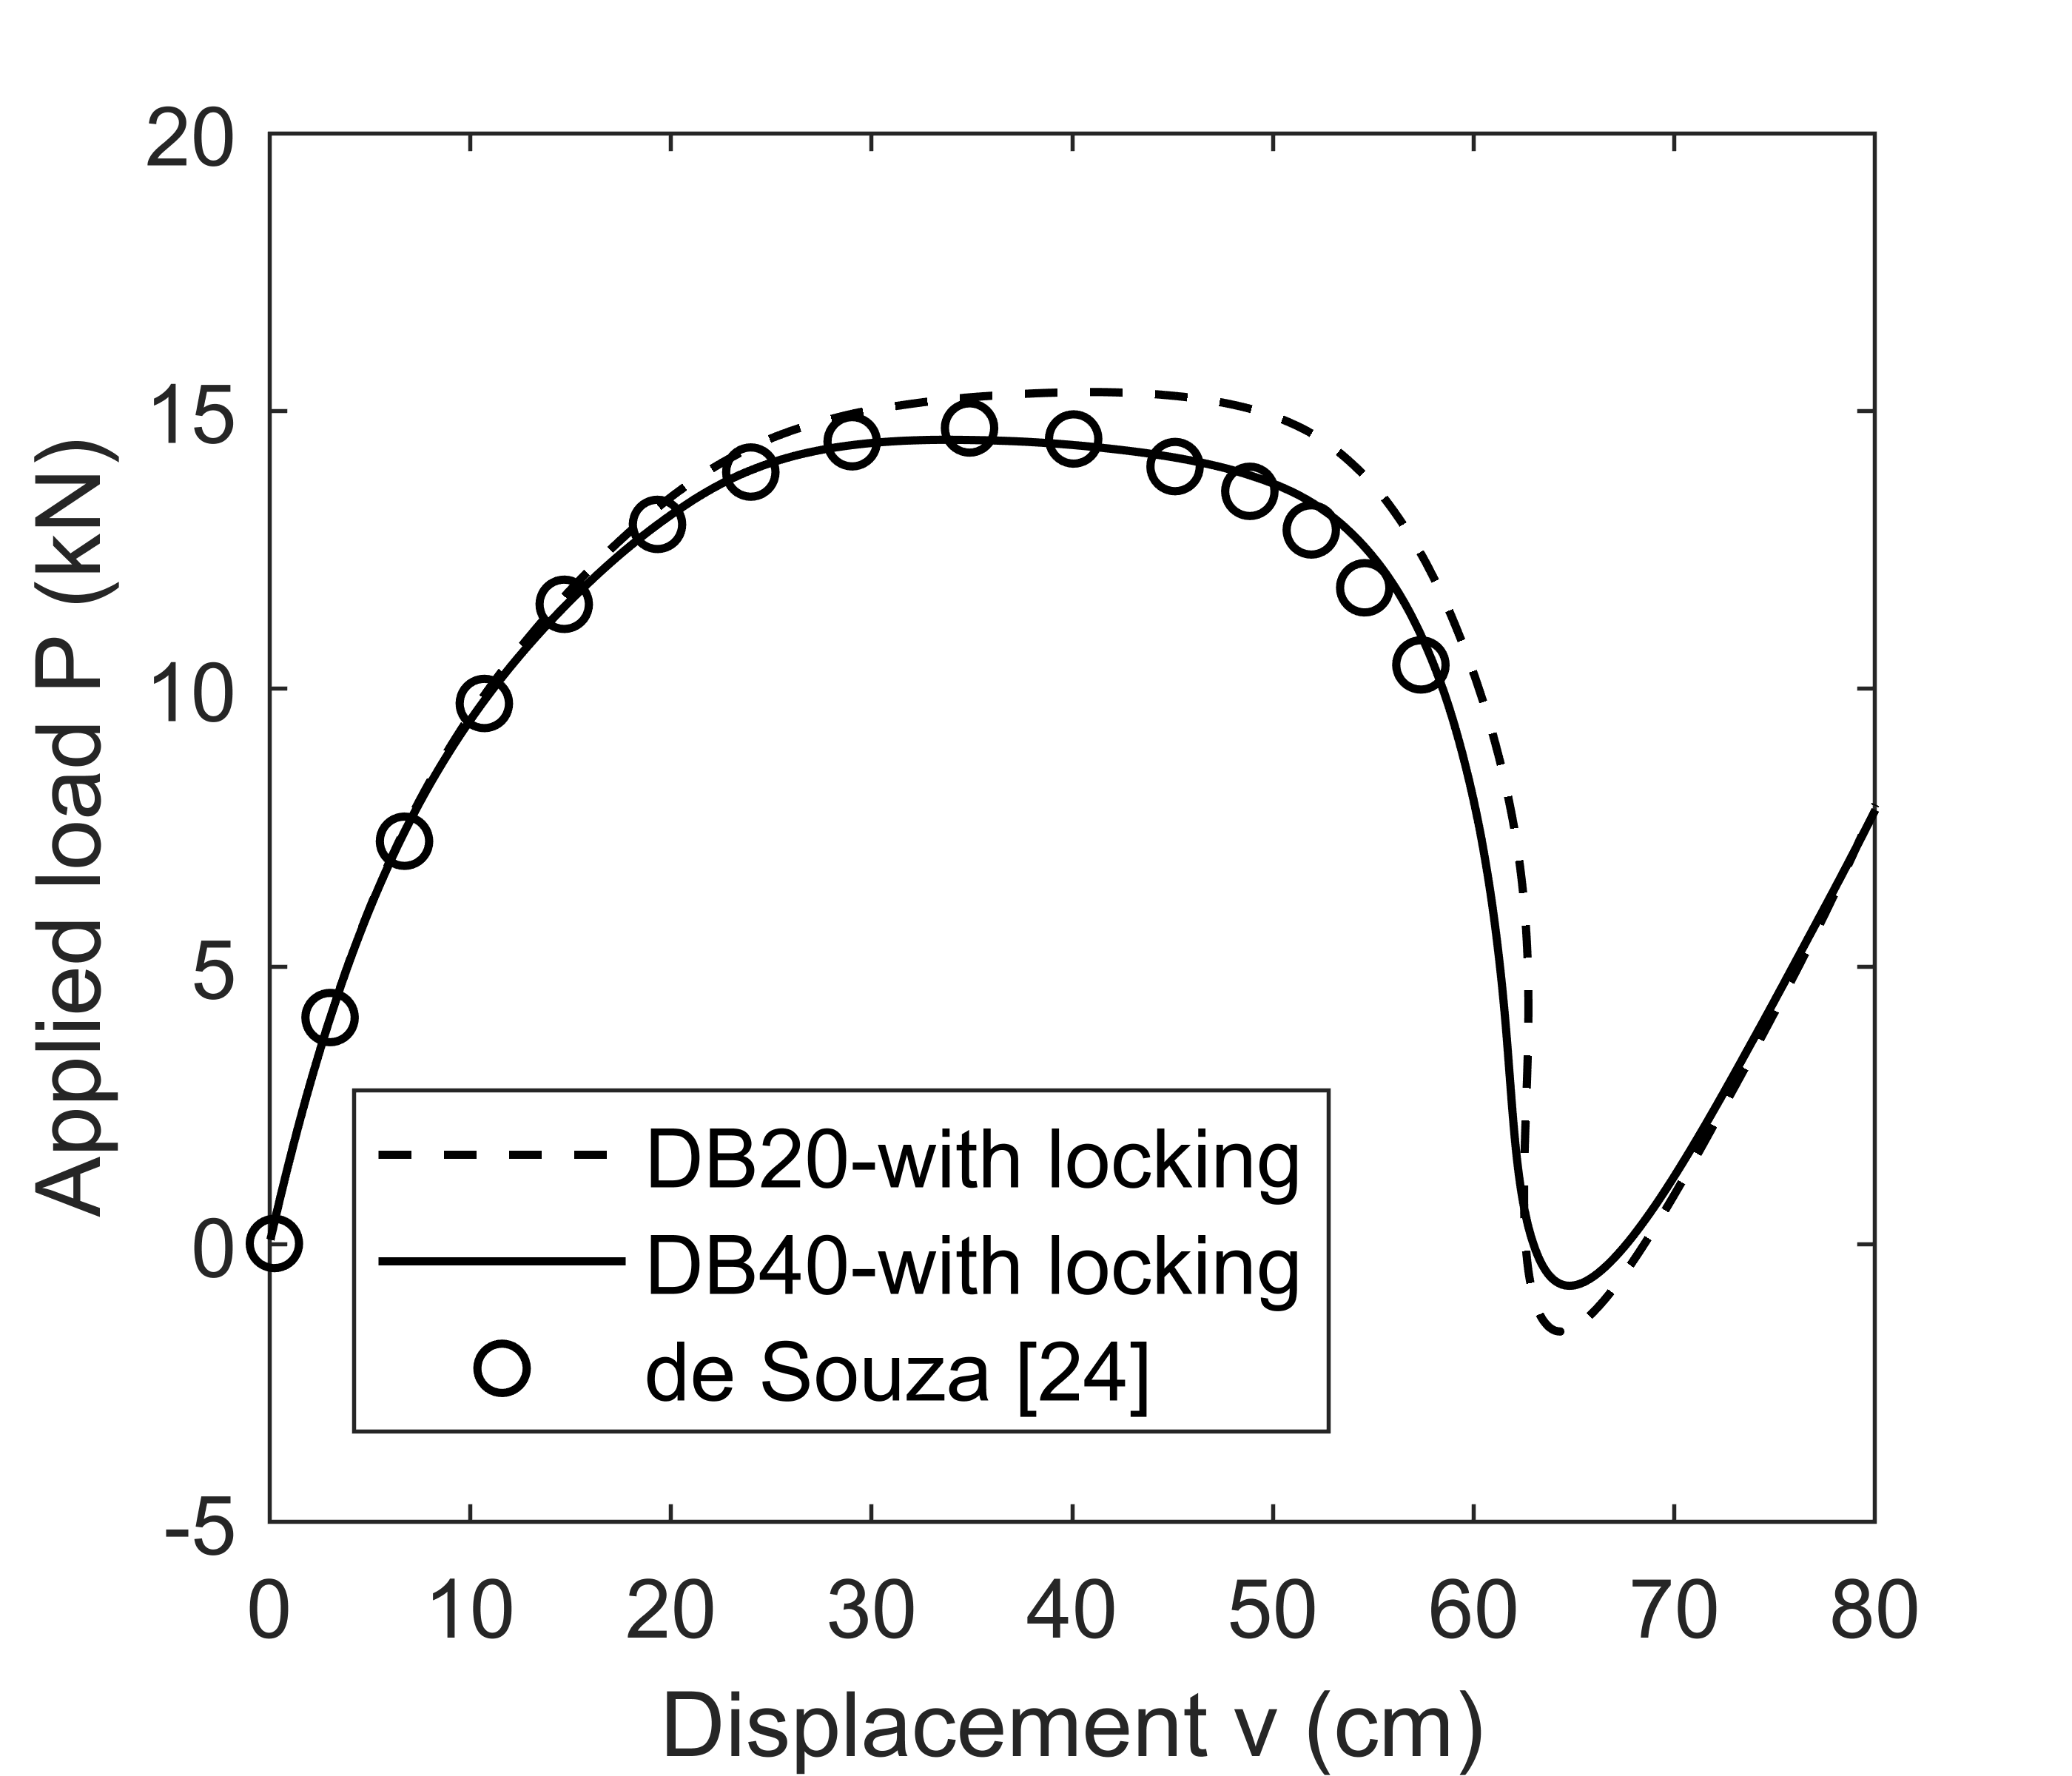 20
15
10
5
0
-5
Applied load P (kN)
DB20-with locking
DB40-with locking
de Souza [24]
0 10 20 30 40 50 60 70 80
Displacement v (cm)